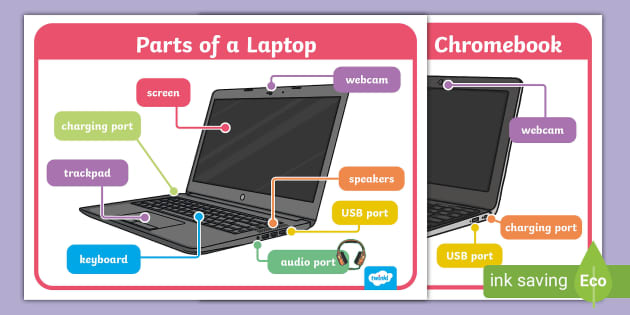 Parts of a Laptop
webcam
screen
charging port
trackpad
speakers
USB port
keyboard
audio port
twinkl
Chromebook
webcam
charging port
USB port
ink saving
Eco